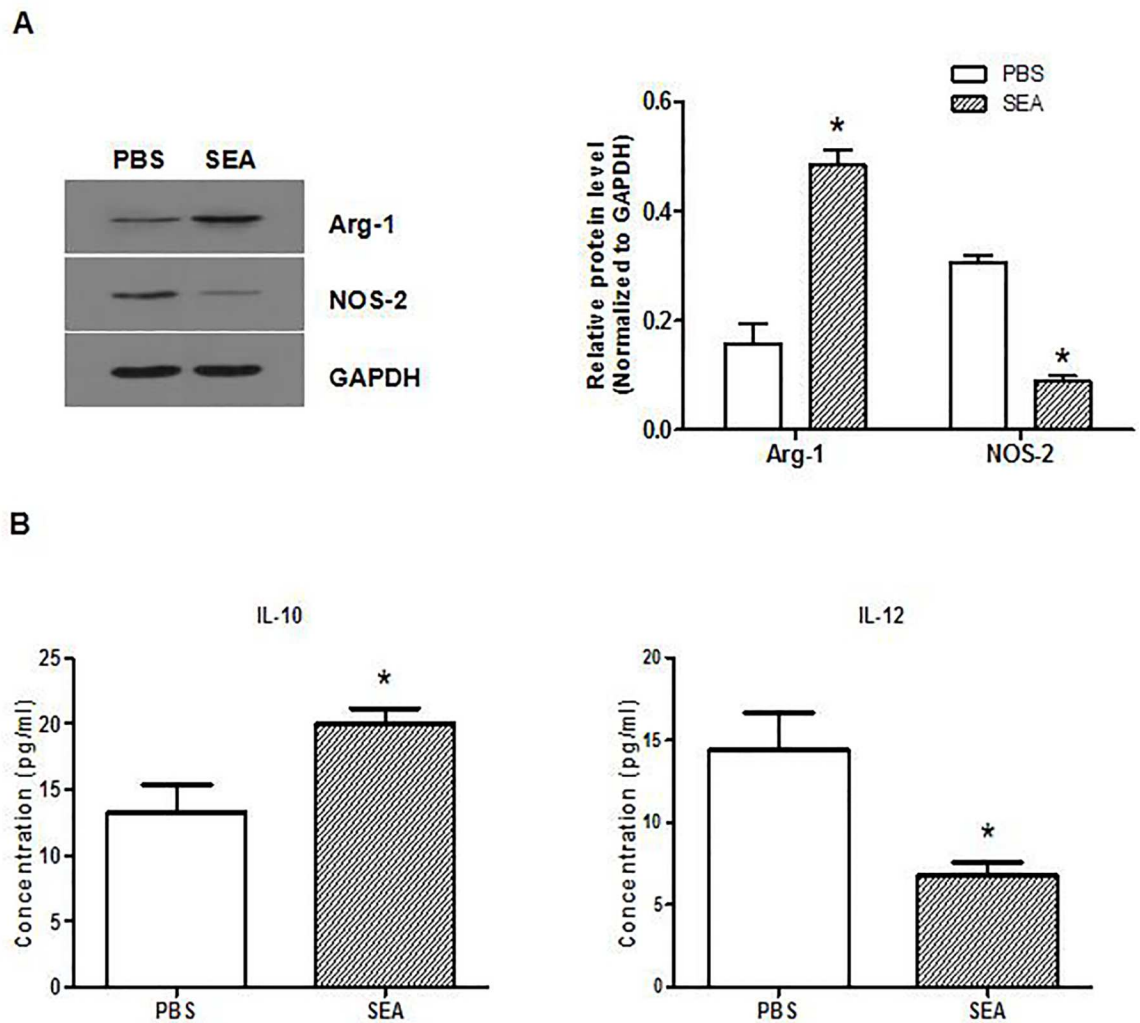 A
PBS SEA
Arg-1
NOS-2
GAPDH
PBS
SEA
Relative protein level
(Normalized to GAPDH)
0.6
0.4
0.2
0.0
*
*
Arg-1 NOS-2
B
IL-10
Concentration (pg/ml)
25
20
15
10
5
0
*
PBS SEA
IL-12
Concentration (pg/ml)
20
15
10
5
0
*
PBS SEA